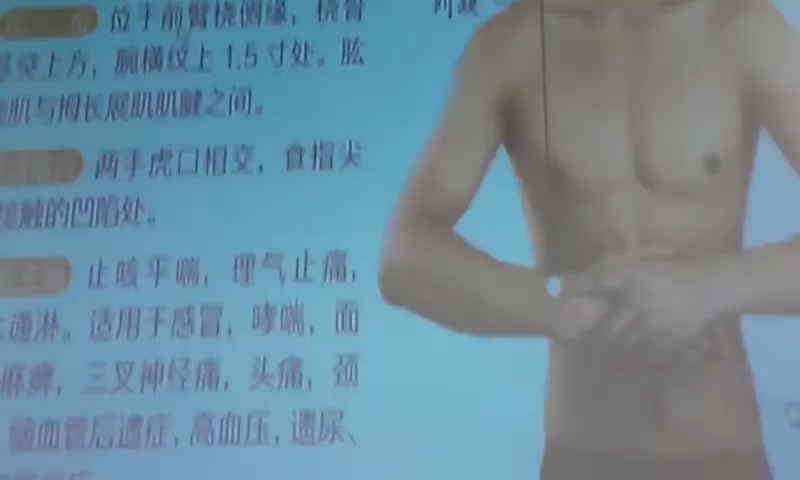 位于前臂桡侧缘，桡骨
茎突上方，腕横纹上1.5寸处。肱
肌与拇长展肌肌腱之间。
两手虎口相交，食指尖
接触的凹陷处。
止咳平喘，理气止痛，
通淋。适用于感冒，哮喘，面
麻痹，三叉神经痛，头痛，颈
脑血管后遗症，高血压，遗尿、